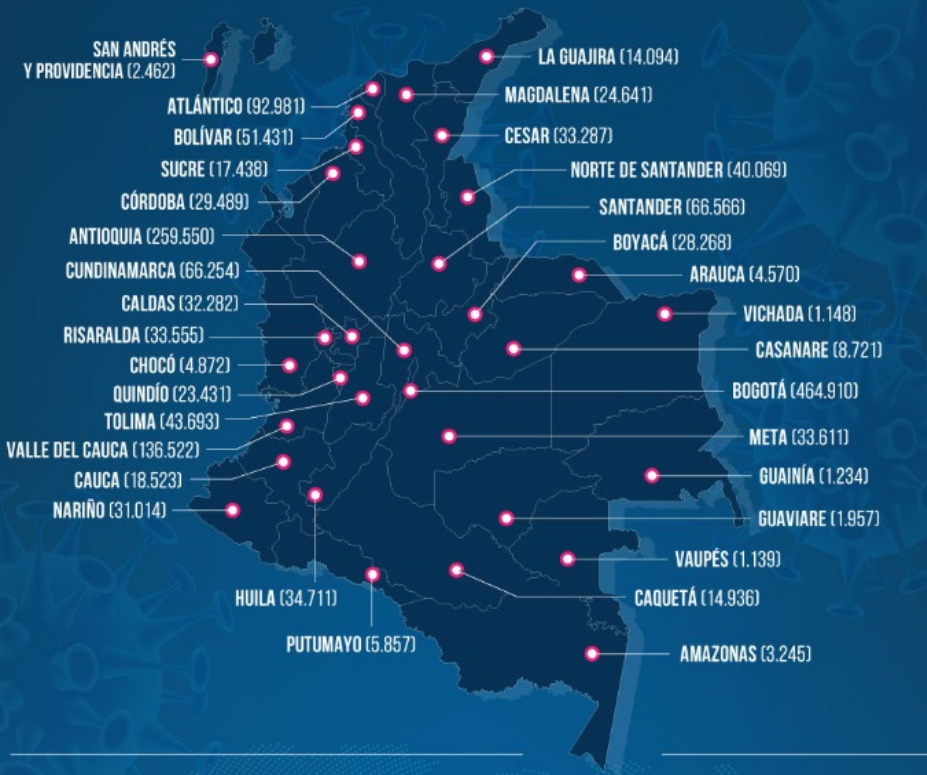 SAN ANDRÉS
Y PROVIDENCIA (2.462)
ATLÁNTICO (92.981)
BOLÍVAR (51.431)
SUCRE (17.438)
CÓRDOBA (29.489)
ANTIOQUIA (259.550)
CUNDINAMARCA (66.254)
CALDAS (32.282)
RISARALDA (33.555)
CHOCÓ (4.872)
QUINDÍO (23.431)
TOLIMA (43.693)
VALLE DEL CAUCA (136.522)
CAUCA (18.523)
NARIÑO (31.014)
HUILA (34.711)
PUTUMAYO (5.857)
LA GUAJIRA (14.094)
MAGDALENA (24.641)
CESAR (33.287)
NORTE DE SANTANDER (40.069)
SANTANDER (66.566)
BOYACÁ (28.268)
ARAUCA (4.570)
VICHADA (1.148)
CASANARE (8.721)
BOGOTÁ (464.910)
META (33.611)
GUAINÍA (1.234)
GUAVIARE (1.957)
VAUPÉS (1.139)
CAQUETÁ (14.936)
AMAZONAS (3.245)